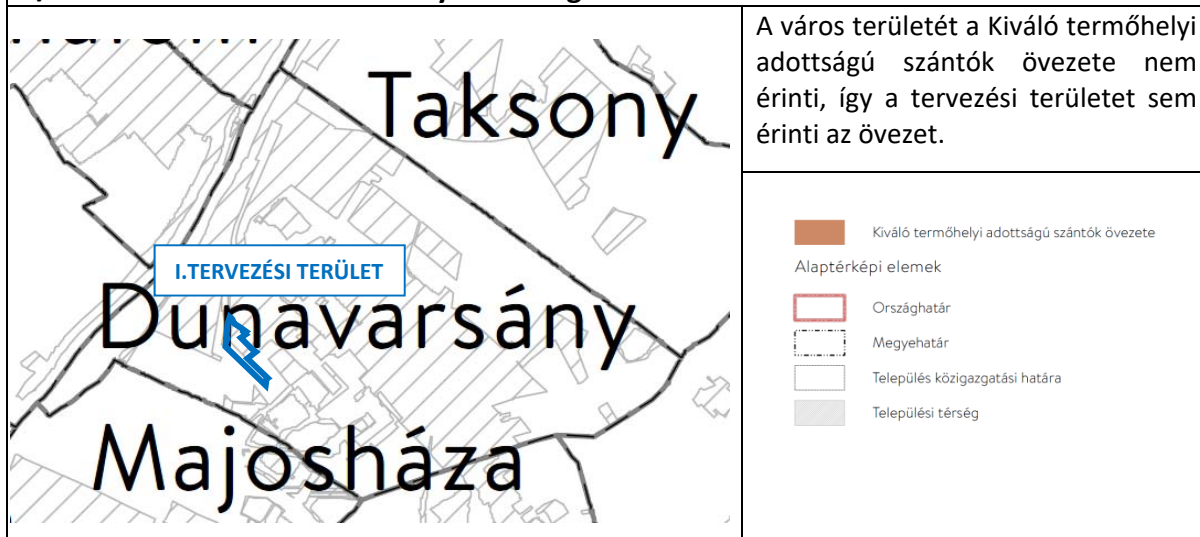 Taksony
I.TERVEZÉSI TERÜLET
Dunavarsány
Majosháza
A város területét a Kiváló termőhelyi
adottságú szántók övezete nem
érinti, így a tervezési területet sem
érinti az övezet.
Kiváló termőhelyi adottságú szántók övezete
Alaptérképi elemek
Országhatár
Megyehatár
Település közigazgatási határa
Települési térség